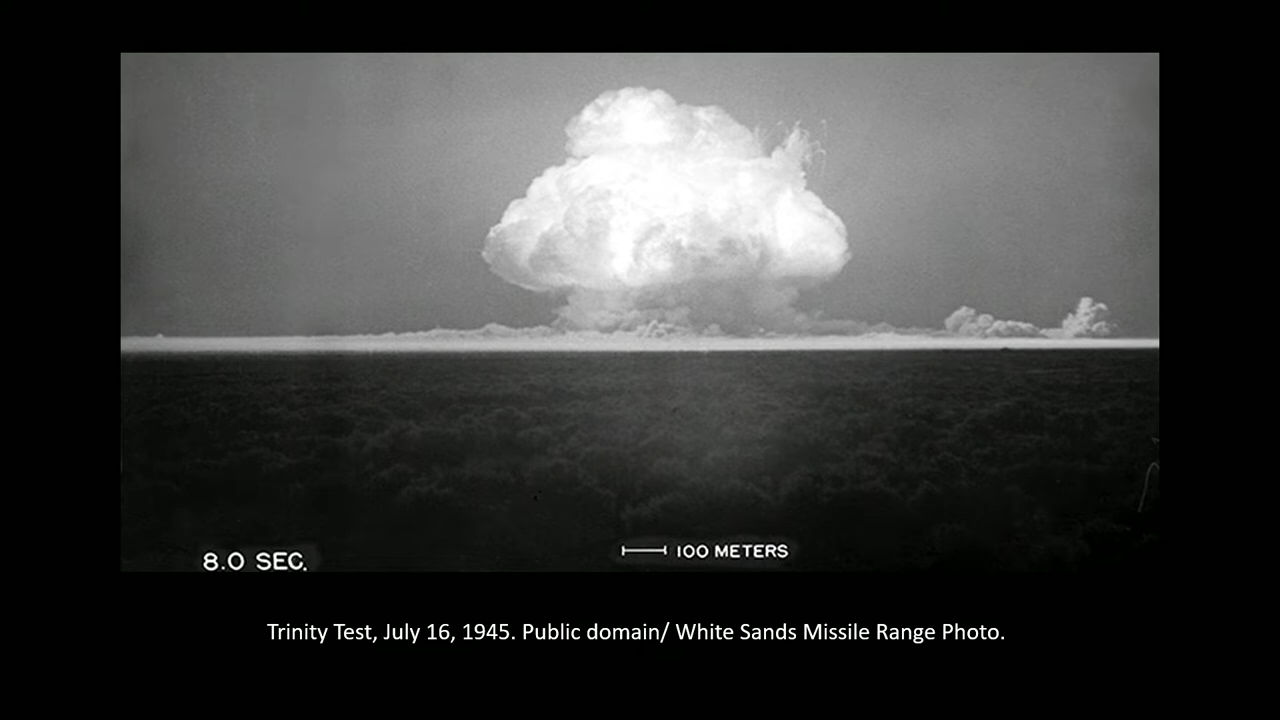 8.0 SEC.
100 METERS
Trinity Test, July 16, 1945. Public domain/ White Sands Missile Range Photo.